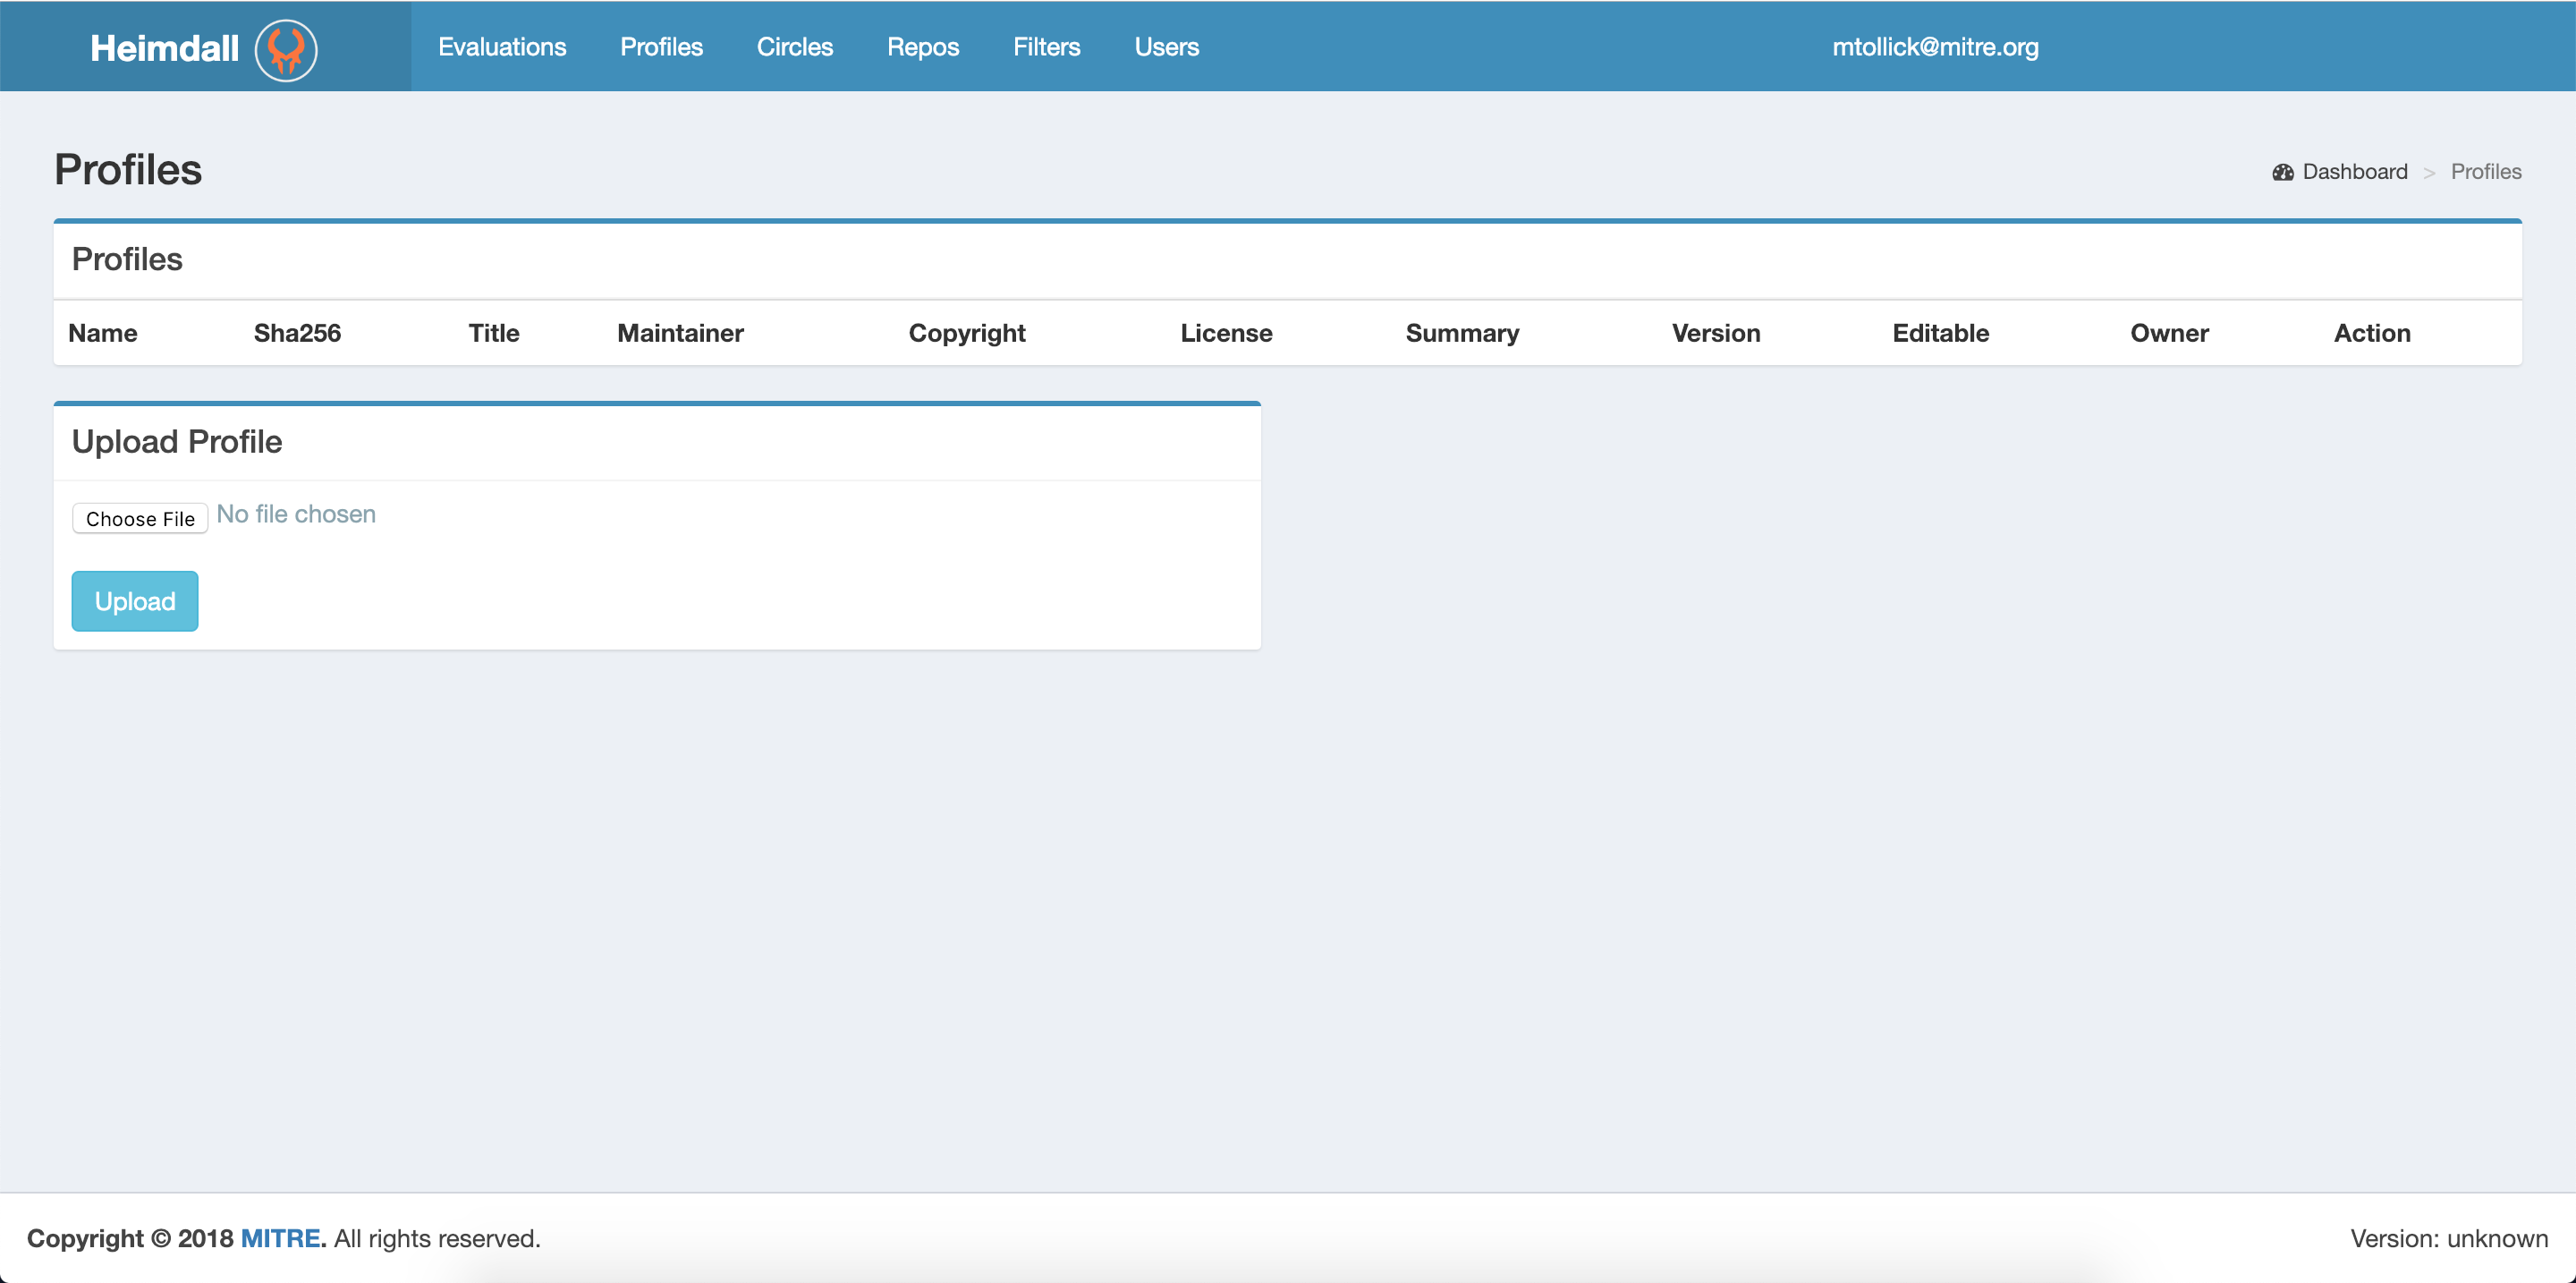 Heimdall Evaluations Profiles Circles Repos Filters Users mtollick@mitre.org
Profiles Dashboard > Profiles
Profiles
Name Sha256 Title Maintainer Copyright License Summary Version Editable Owner Action
Upload Profile
Choose File No file chosen
Upload
Copyright © 2018 MITRE. All rights reserved. Version: unknown